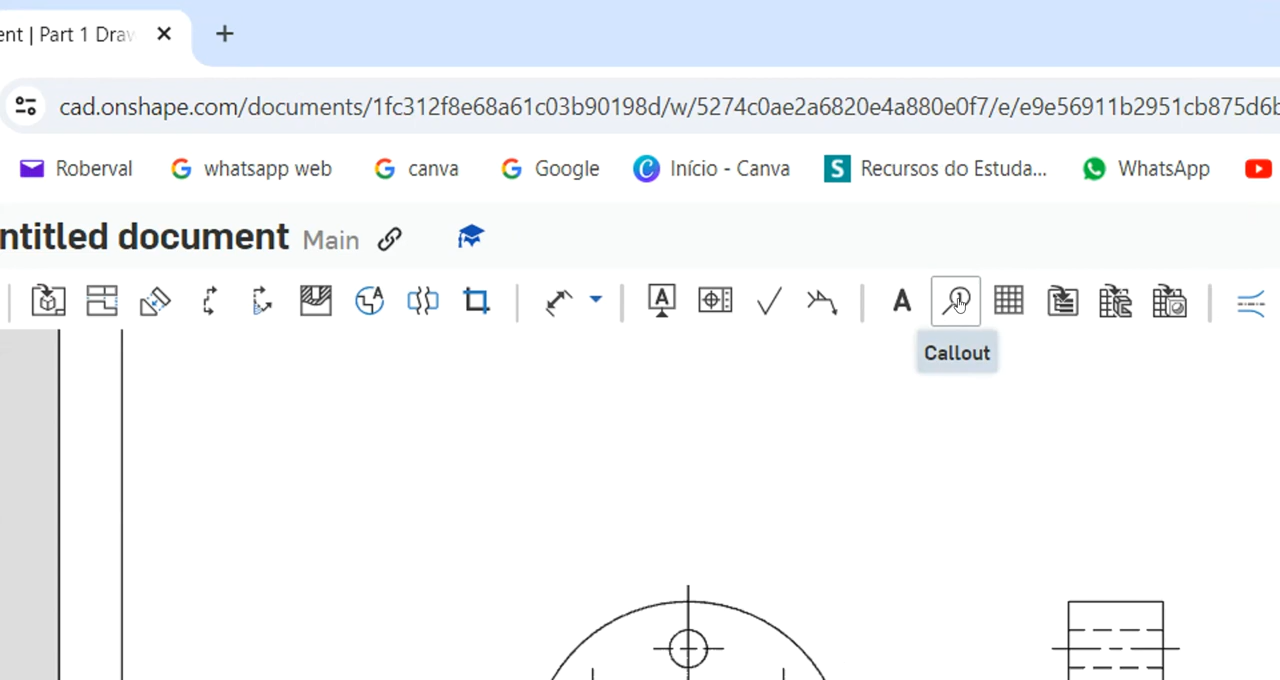 ent | Part 1 Draw
cad.onshape.com/documents/1fc312f8e68a61c03b90198d/w/5274c0ae2a6820e4a880e0f7/e/e9e56911b2951cb875d6b
Roberval whatsapp web canva Google Início - Canva Recursos do Estuda... WhatsApp
ntitled document Main
Callout